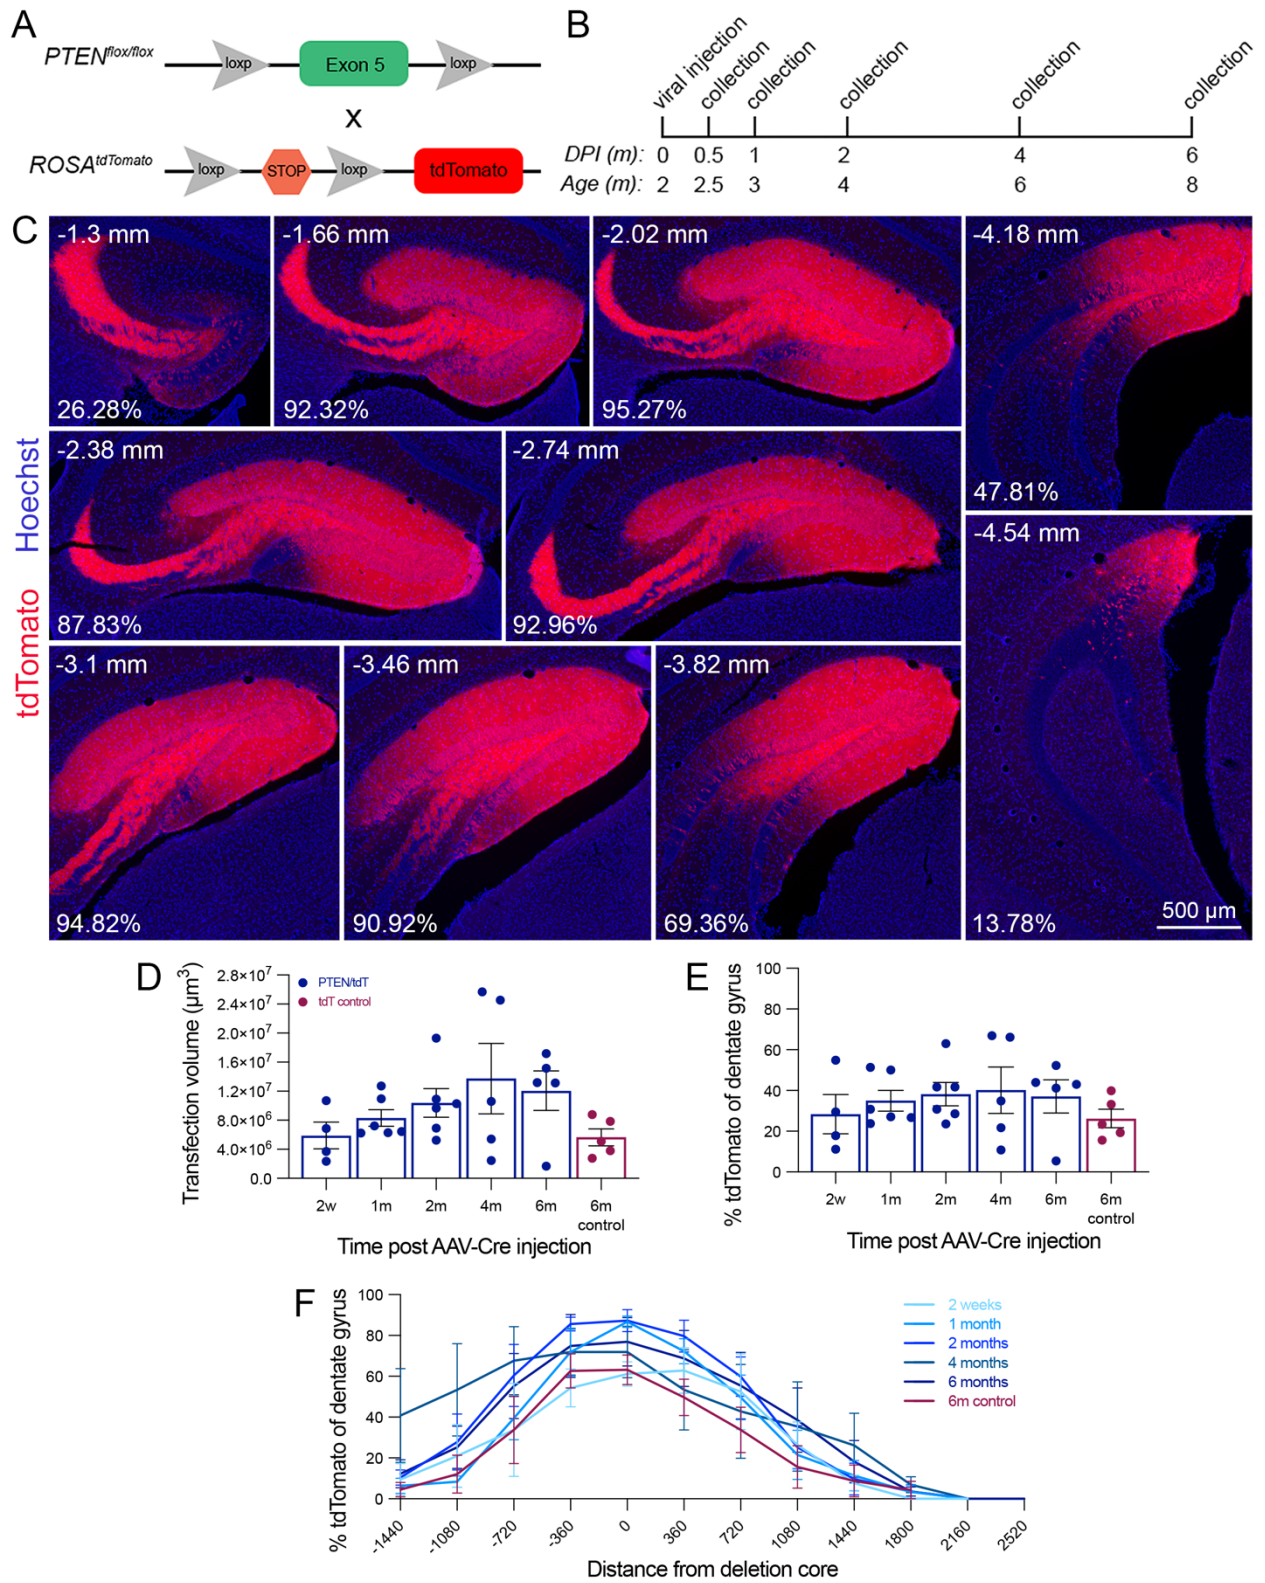 A
PTENflox/flox
loxp
Exon 5
loxp
x
ROSAtdTomato
loxp
STOP
loxp
tdTomato
B
viral injection
collection
collection
collection
collection
collection
DPI (m): 0 0.5 1 2 4 6
Age (m): 2 2.5 3 4 6 8
C
tdTomato Hoechst
-1.3 mm
26.28%
-1.66 mm
92.32%
-2.02 mm
95.27%
-4.18 mm
47.81%
-2.38 mm
87.83%
-2.74 mm
92.96%
-4.54 mm
13.78%
500 µm
-3.1 mm
94.82%
-3.46 mm
90.92%
-3.82 mm
69.36%
D
Transfection volume (µm³)
2.8×10⁷
2.4×10⁷
2.0×10⁷
1.6×10⁷
1.2×10⁷
8.0×10⁶
4.0×10⁶
0.0
PTEN/tdT
tdT control
2w 1m 2m 4m 6m 6m
control
Time post AAV-Cre injection
E
% tdTomato of dentate gyrus
100
80
60
40
20
0
2w 1m 2m 4m 6m 6m
control
Time post AAV-Cre injection
F
% tdTomato of dentate gyrus
100
80
60
40
20
0
2 weeks
1 month
2 months
4 months
6 months
6m control
-1440 -1080 -720 -360 0 360 720 1080 1440 1800 2160 2520
Distance from deletion core